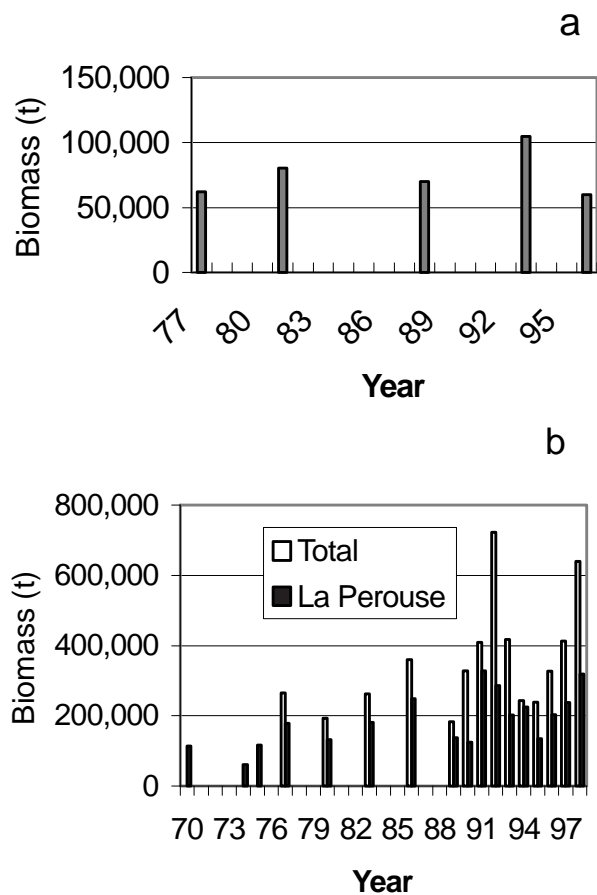 a
150,000
100,000
50,000
0
Biomass (t)
77 80 83 86 89 92 95
Year
b
800,000
600,000
400,000
200,000
0
Biomass (t)
Total
La Perouse
70 73 76 79 82 85 88 91 94 97
Year